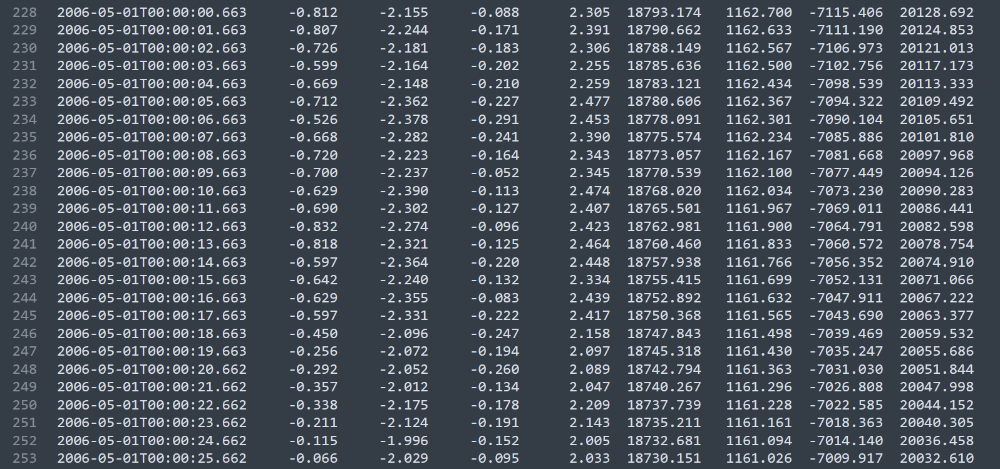 228 2006-05-01T00:00:00.663 -0.812 -2.155 -0.088 2.305 18793.174 1162.700 -7115.406 20128.692
229 2006-05-01T00:00:01.663 -0.807 -2.244 -0.171 2.391 18790.662 1162.633 -7111.190 20124.853
230 2006-05-01T00:00:02.663 -0.726 -2.181 -0.183 2.306 18788.149 1162.567 -7106.973 20121.013
231 2006-05-01T00:00:03.663 -0.599 -2.164 -0.202 2.255 18785.636 1162.500 -7102.756 20117.173
232 2006-05-01T00:00:04.663 -0.669 -2.148 -0.210 2.259 18783.121 1162.434 -7098.539 20113.333
233 2006-05-01T00:00:05.663 -0.712 -2.362 -0.227 2.477 18780.606 1162.367 -7094.322 20109.492
234 2006-05-01T00:00:06.663 -0.526 -2.378 -0.291 2.453 18778.091 1162.301 -7090.104 20105.651
235 2006-05-01T00:00:07.663 -0.668 -2.282 -0.241 2.390 18775.574 1162.234 -7085.886 20101.810
236 2006-05-01T00:00:08.663 -0.720 -2.223 -0.164 2.343 18773.057 1162.167 -7081.668 20097.968
237 2006-05-01T00:00:09.663 -0.700 -2.237 -0.052 2.345 18770.539 1162.100 -7077.449 20094.126
238 2006-05-01T00:00:10.663 -0.629 -2.390 -0.113 2.474 18768.020 1162.034 -7073.230 20090.283
239 2006-05-01T00:00:11.663 -0.690 -2.302 -0.127 2.407 18765.501 1161.967 -7069.011 20086.441
240 2006-05-01T00:00:12.663 -0.832 -2.274 -0.096 2.423 18762.981 1161.900 -7064.791 20082.598
241 2006-05-01T00:00:13.663 -0.818 -2.321 -0.125 2.464 18760.460 1161.833 -7060.572 20078.754
242 2006-05-01T00:00:14.663 -0.597 -2.364 -0.220 2.448 18757.938 1161.766 -7056.352 20074.910
243 2006-05-01T00:00:15.663 -0.642 -2.240 -0.132 2.334 18755.415 1161.699 -7052.131 20071.066
244 2006-05-01T00:00:16.663 -0.629 -2.355 -0.083 2.439 18752.892 1161.632 -7047.911 20067.222
245 2006-05-01T00:00:17.663 -0.597 -2.331 -0.222 2.417 18750.368 1161.565 -7043.690 20063.377
246 2006-05-01T00:00:18.663 -0.450 -2.096 -0.247 2.158 18747.843 1161.498 -7039.469 20059.532
247 2006-05-01T00:00:19.663 -0.256 -2.072 -0.194 2.097 18745.318 1161.430 -7035.247 20055.686
248 2006-05-01T00:00:20.662 -0.292 -2.052 -0.260 2.089 18742.794 1161.363 -7031.030 20051.844
249 2006-05-01T00:00:21.662 -0.357 -2.012 -0.134 2.047 18740.267 1161.296 -7026.808 20047.998
250 2006-05-01T00:00:22.662 -0.338 -2.175 -0.178 2.209 18737.739 1161.228 -7022.585 20044.152
251 2006-05-01T00:00:23.662 -0.211 -2.124 -0.191 2.143 18735.211 1161.161 -7018.363 20040.305
252 2006-05-01T00:00:24.662 -0.115 -1.996 -0.152 2.005 18732.681 1161.094 -7014.140 20036.458
253 2006-05-01T00:00:25.662 -0.066 -2.029 -0.095 2.033 18730.151 1161.026 -7009.917 20032.610